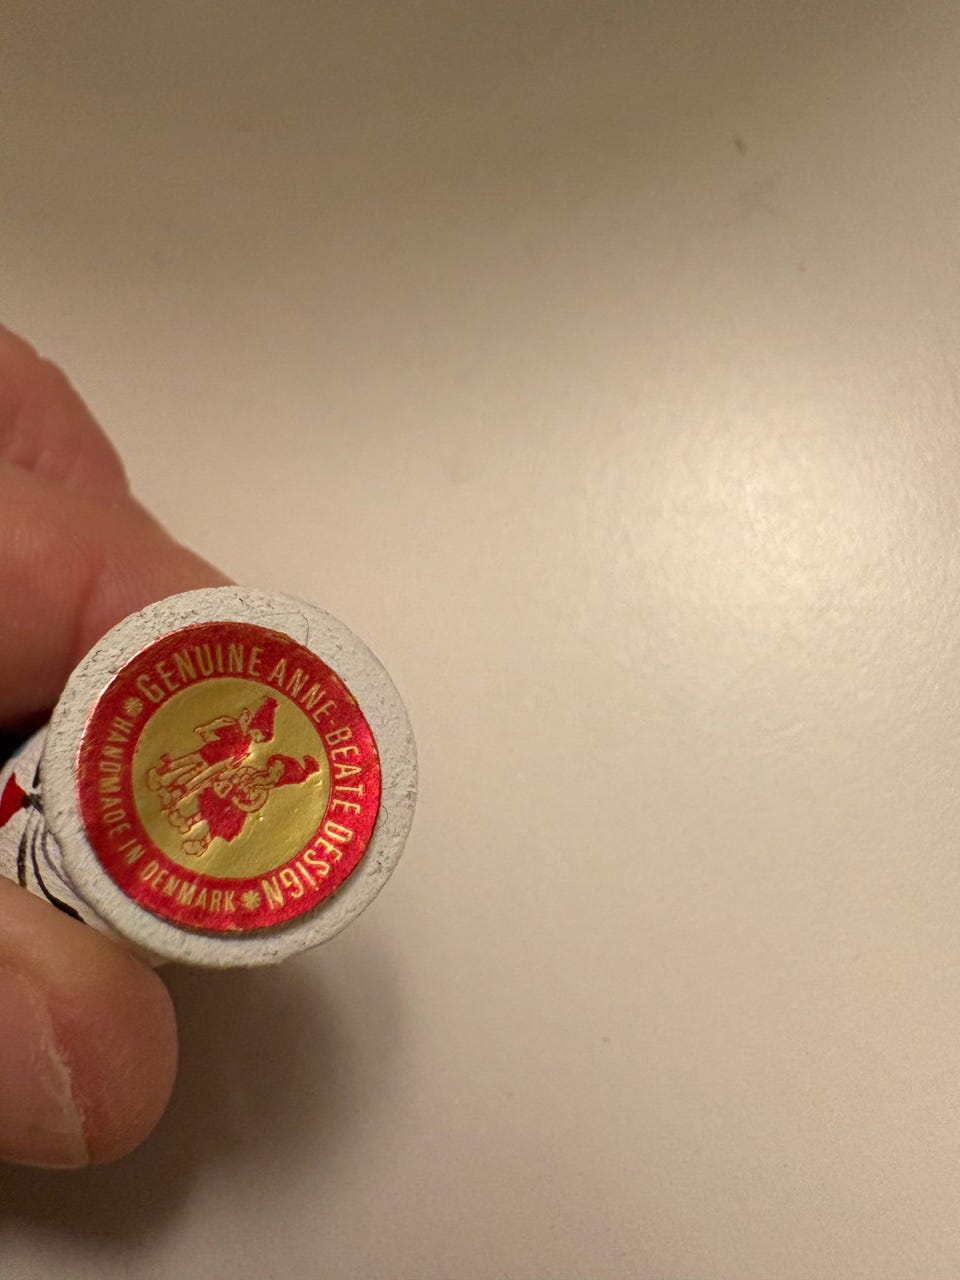 GENUINE ANNE-BEATE DESIGN
HANDMADE IN DENMARK